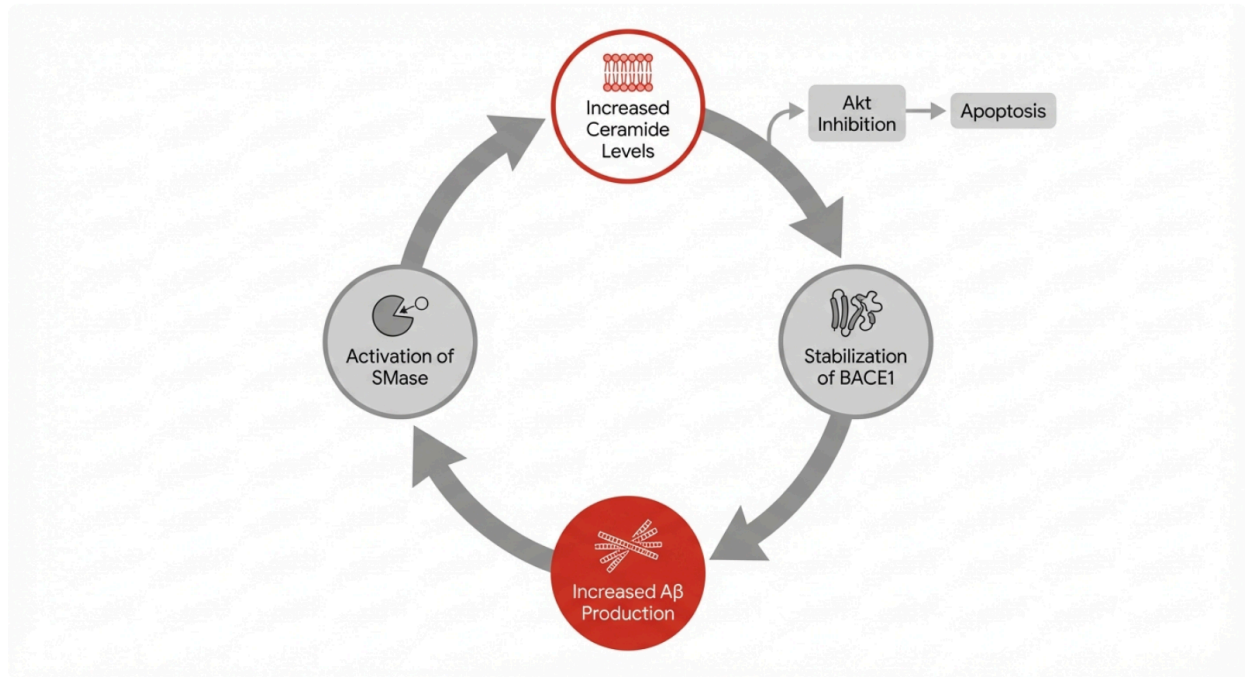 Increased
Ceramide
Levels
Akt
Inhibition
Apoptosis
Activation of
SMase
Stabilization
of BACE1
Increased Aβ
Production